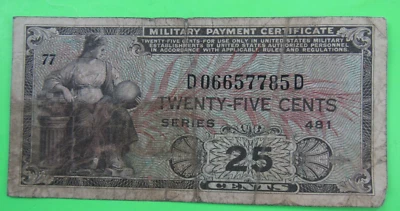 MILITARY PAYMENT CERTIFICATE
TWENTY-FIVE CENTS-FOR USE ONLY IN UNITED STATES MILITARY
ESTABLISHMENTS BY UNITED STATES AUTHORIZED PERSONNEL
IN ACCORDANCE WITH APPLICABLE RULES AND REGULATIONS.
77
D06657785D
TWENTY-FIVE CENTS
SERIES 481
25
CENTS